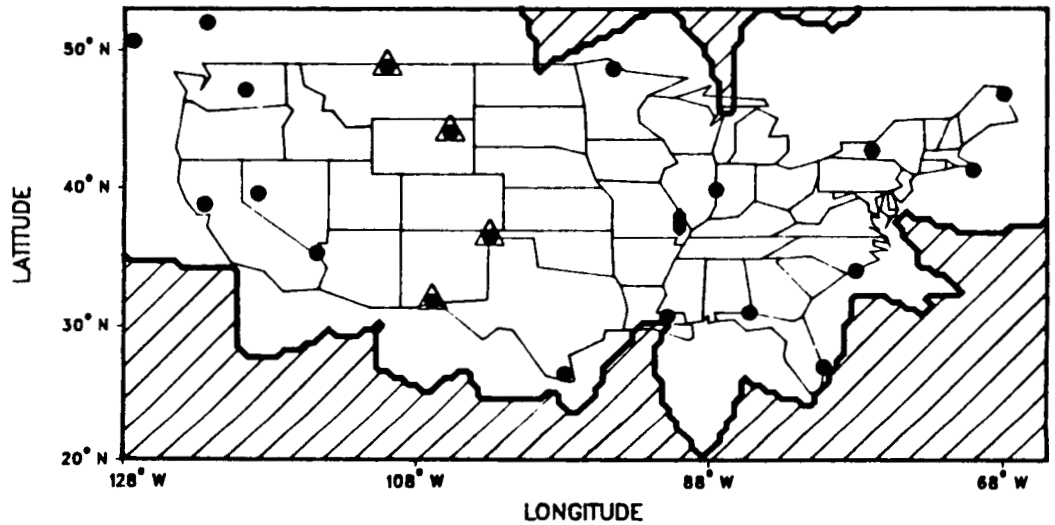 50° N
40° N
30° N
20° N
LATITUDE
128° W
108° W
88° W
68° W
LONGITUDE